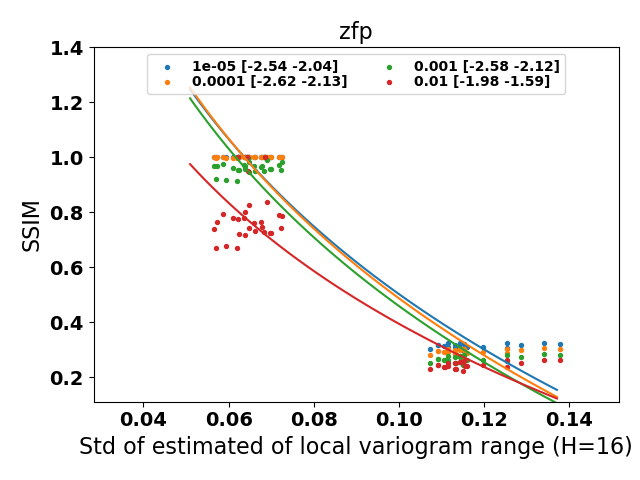 zfp
1e-05 [-2.54 -2.04]
0.0001 [-2.62 -2.13]
0.001 [-2.58 -2.12]
0.01 [-1.98 -1.59]
SSIM
1.4
1.2
1.0
0.8
0.6
0.4
0.2
0.04 0.06 0.08 0.10 0.12 0.14
Std of estimated of local variogram range (H=16)